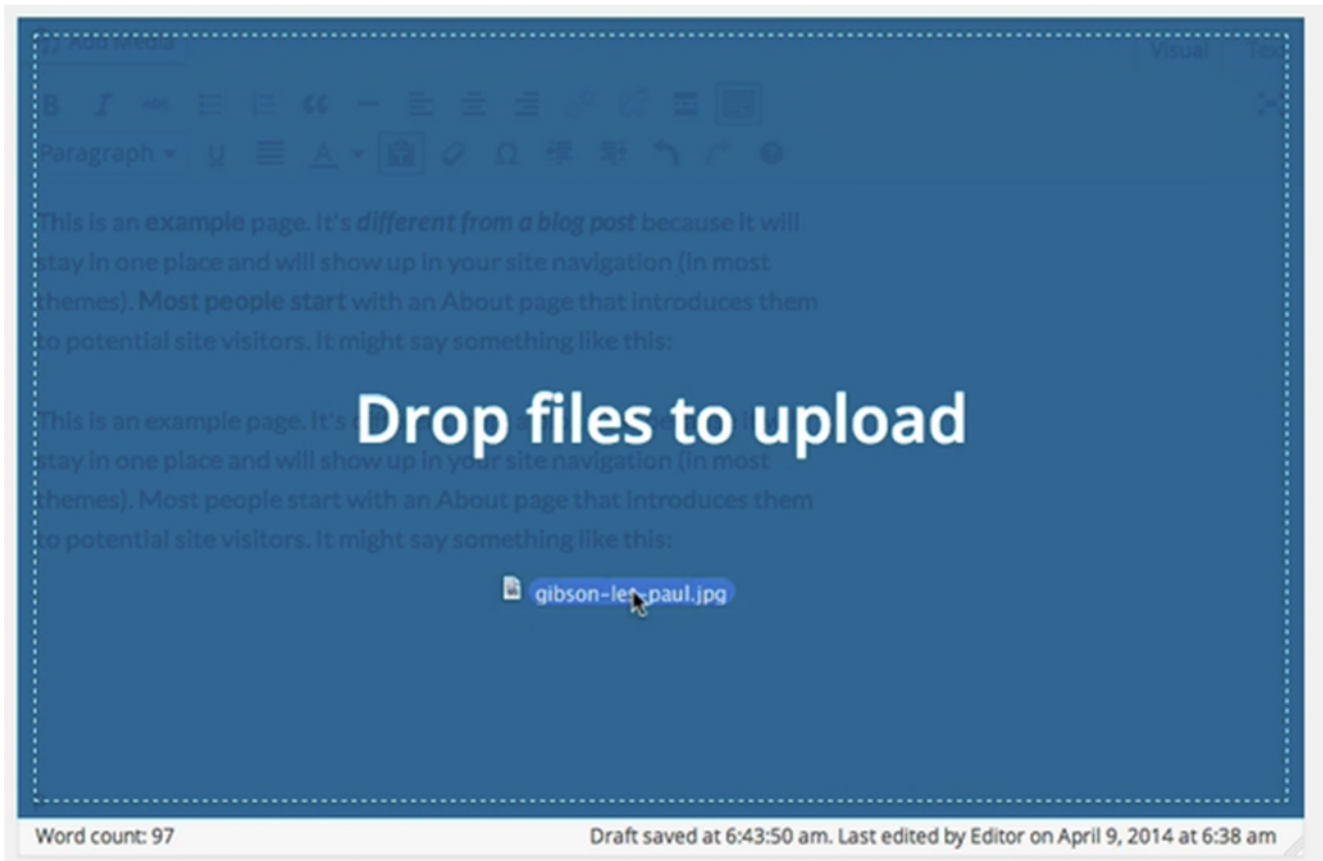 Add Media
Visual Text
B I ABC
Paragraph U A Ω ?
This is an example page. It's different from a blog post because it will
stay in one place and will show up in your site navigation (in most
themes). Most people start with an About page that introduces them
to potential site visitors. It might say something like this:
Drop files to upload
This is an example page. It's
stay in one place and will show up in your site navigation (in most
themes). Most people start with an About page that introduces them
to potential site visitors. It might say something like this:
gibson-les-paul.jpg
Word count: 97
Draft saved at 6:43:50 am. Last edited by Editor on April 9, 2014 at 6:38 am